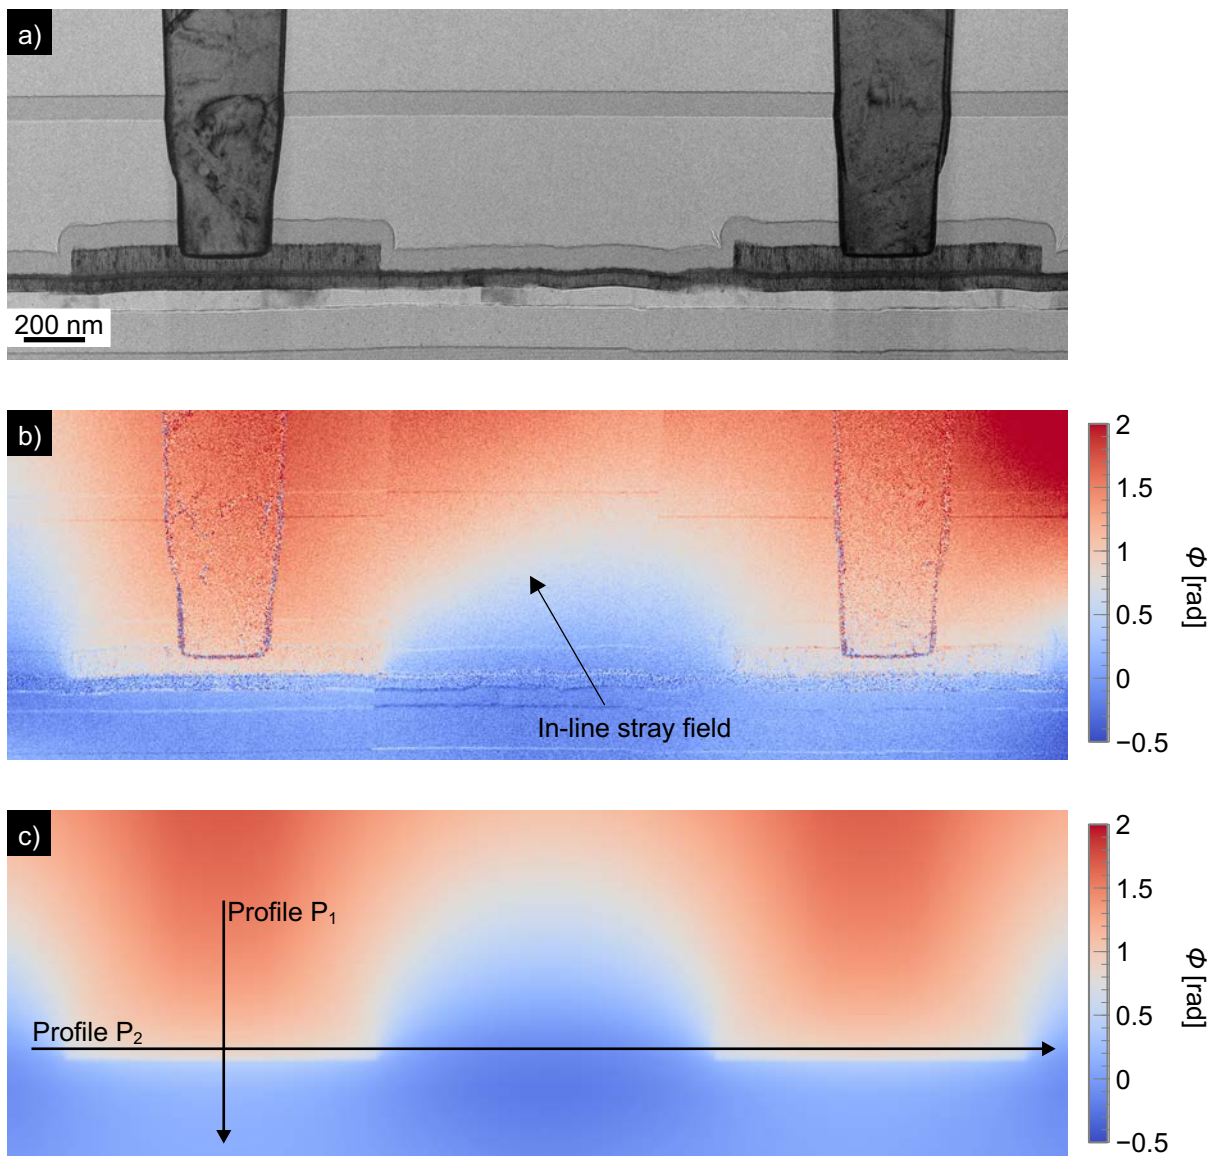 a)
200 nm
b)
In-line stray field
2
1.5
1
0.5
0
−0.5
Φ [rad]
c)
Profile P₁
Profile P₂
2
1.5
1
0.5
0
−0.5
Φ [rad]